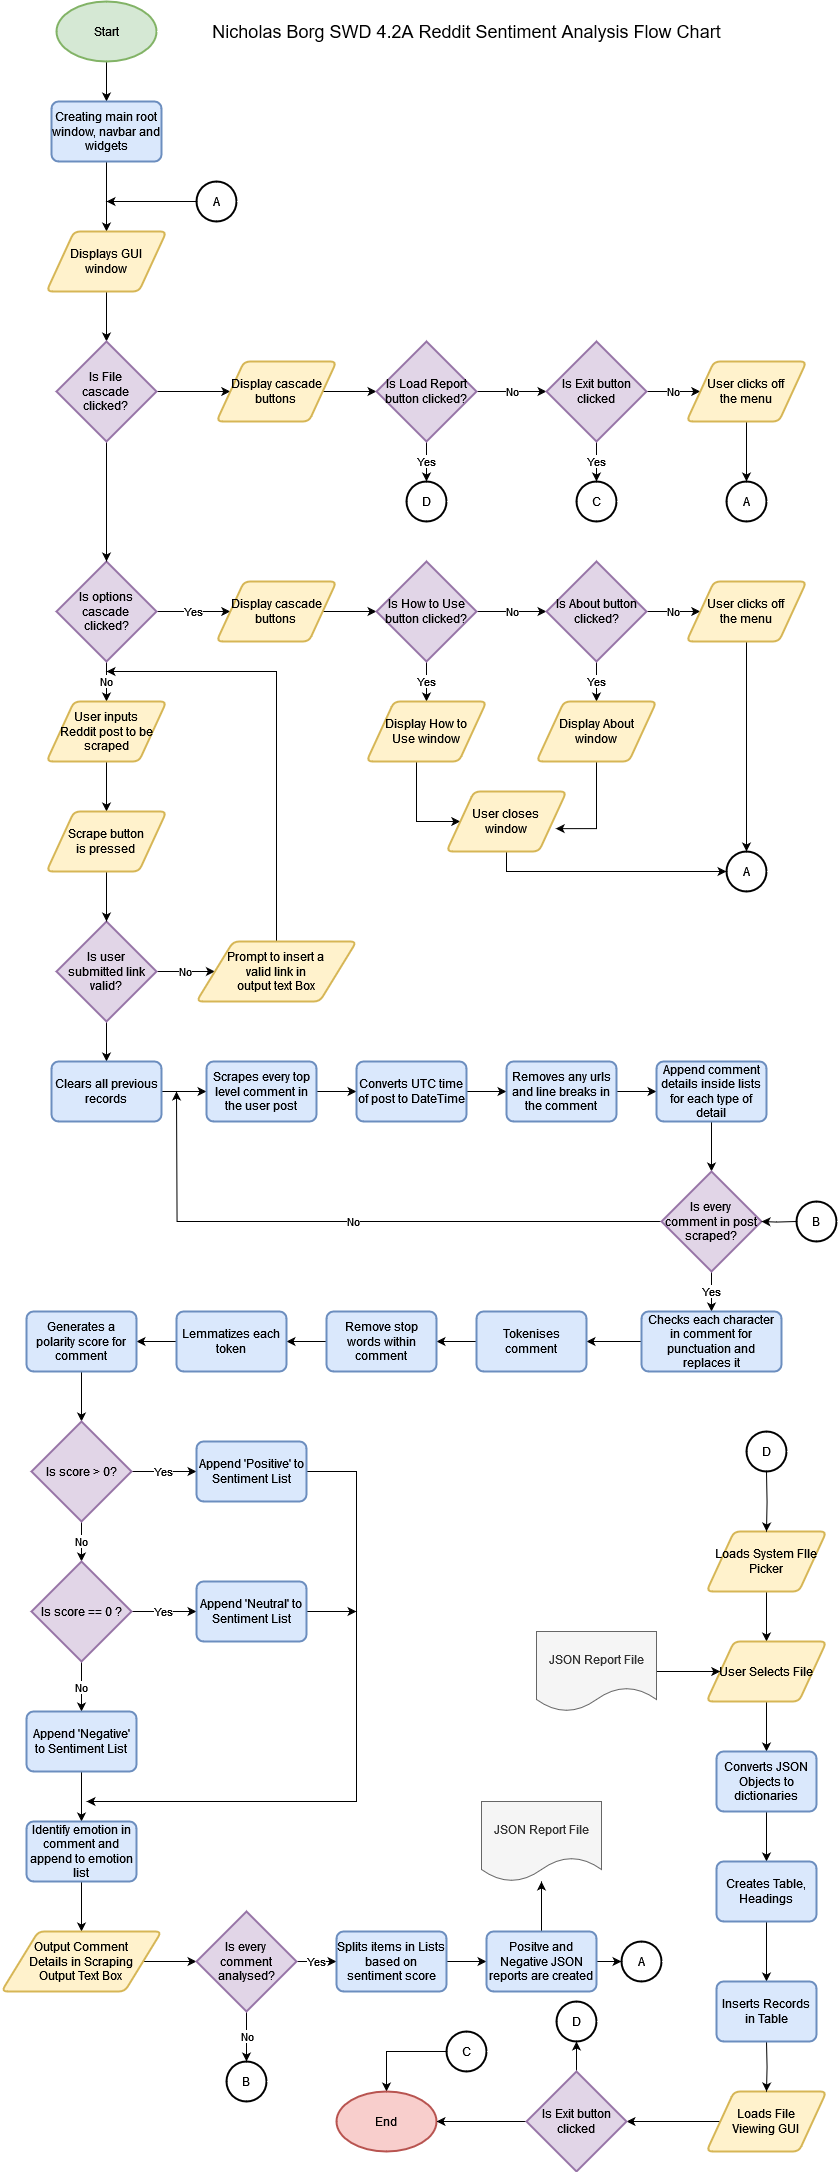 Start
Nicholas Borg SWD 4.2A Reddit Sentiment Analysis Flow Chart
Creating main root
window, navbar and
widgets
A
Displays GUI
window
Is File
cascade
clicked?
Display cascade
buttons
Is Load Report
button clicked?
No
Is Exit button
clicked
No
User clicks off
the menu
Yes
Yes
D
C
A
Is options
cascade
clicked?
Yes
Display cascade
buttons
Is How to Use
button clicked?
No
Is About button
clicked?
No
User clicks off
the menu
No
Yes
Yes
User inputs
Reddit post to be
scraped
Display How to
Use window
Display About
window
Scrape button
is pressed
User closes
window
A
Is user
submitted link
valid?
No
Prompt to insert a
valid link in
output text Box
Clears all previous
records
Scrapes every top
level comment in
the user post
Converts UTC time
of post to DateTime
Removes any urls
and line breaks in
the comment
Append comment
details inside lists
for each type of
detail
No
Is every
comment in post
scraped?
B
Yes
Generates a
polarity score for
comment
Lemmatizes each
token
Remove stop
words within
comment
Tokenises
comment
Checks each character
in comment for
punctuation and
replaces it
Is score > 0?
Yes
Append 'Positive' to
Sentiment List
D
No
Loads System FIle
Picker
Is score == 0 ?
Yes
Append 'Neutral' to
Sentiment List
JSON Report File
User Selects File
No
Append 'Negative'
to Sentiment List
Converts JSON
Objects to
dictionaries
Identify emotion in
comment and
append to emotion
list
JSON Report File
Creates Table,
Headings
Output Comment
Details in Scraping
Output Text Box
Is every
comment
analysed?
Yes
Splits items in Lists
based on
sentiment score
Positve and
Negative JSON
reports are created
A
Inserts Records
in Table
No
B
C
D
End
Is Exit button
clicked
Loads File
Viewing GUI